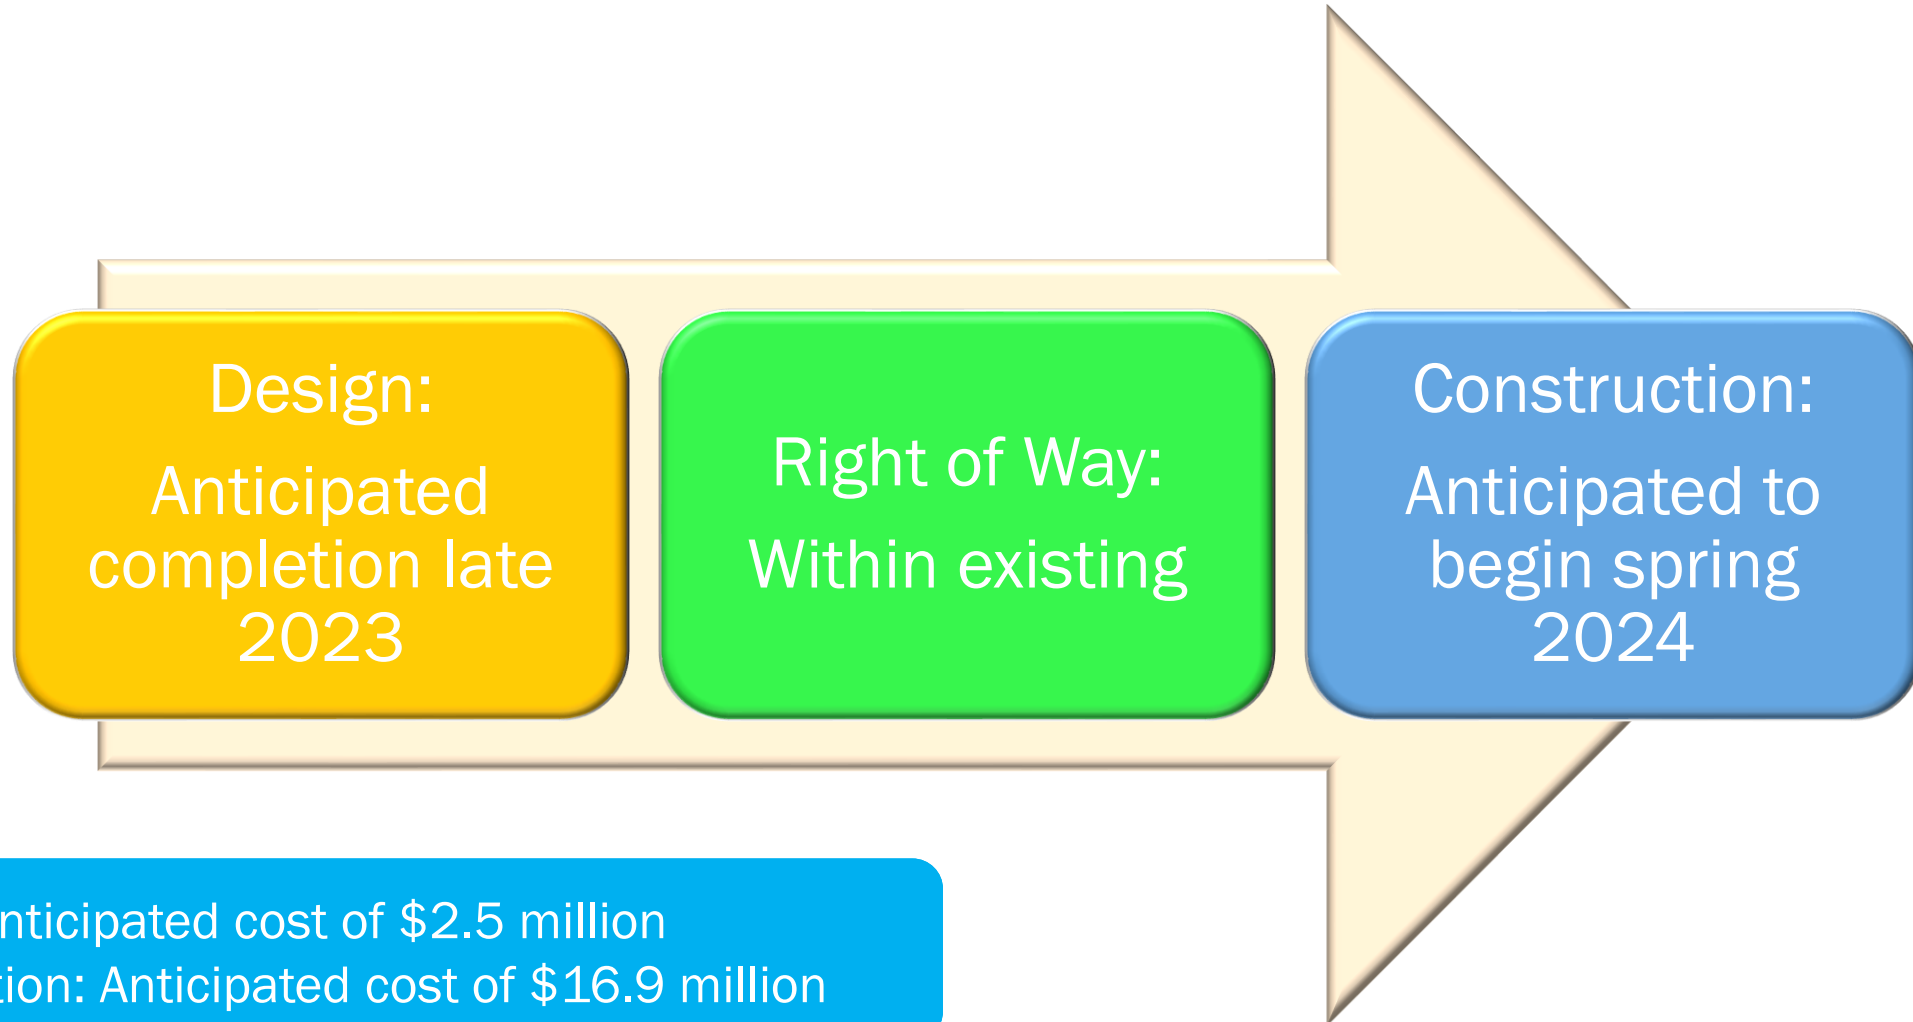 Design:
Anticipated
completion late
2023
Right of Way:
Within existing
Construction:
Anticipated to
begin spring
2024
nticipated cost of $2.5 million
tion: Anticipated cost of $16.9 million